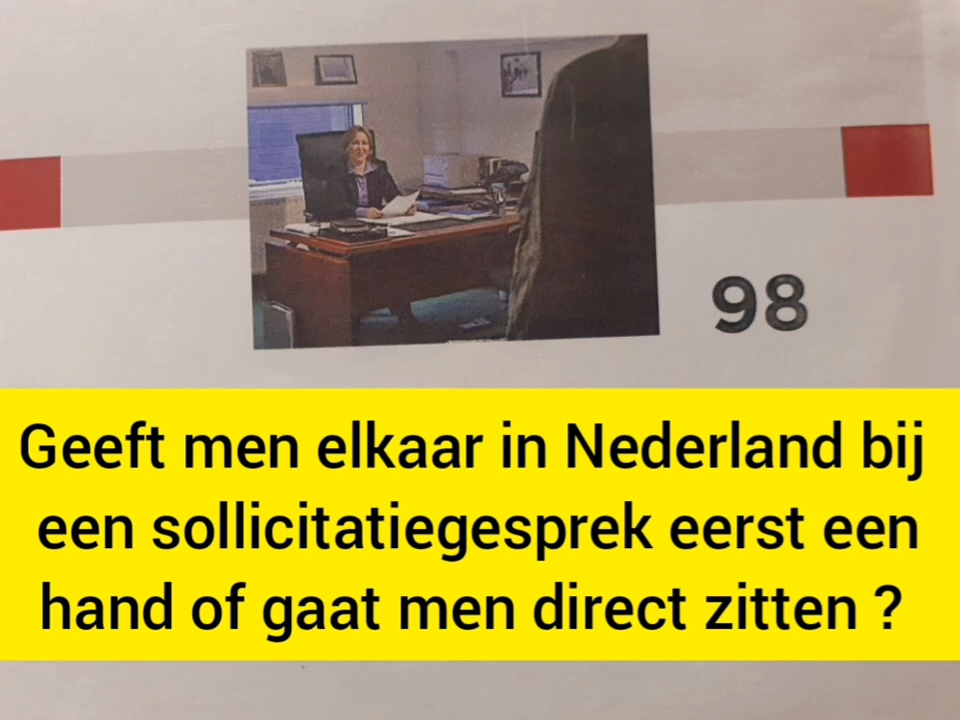 98
Geeft men elkaar in Nederland bij
een sollicitatiegesprek eerst een
hand of gaat men direct zitten ?